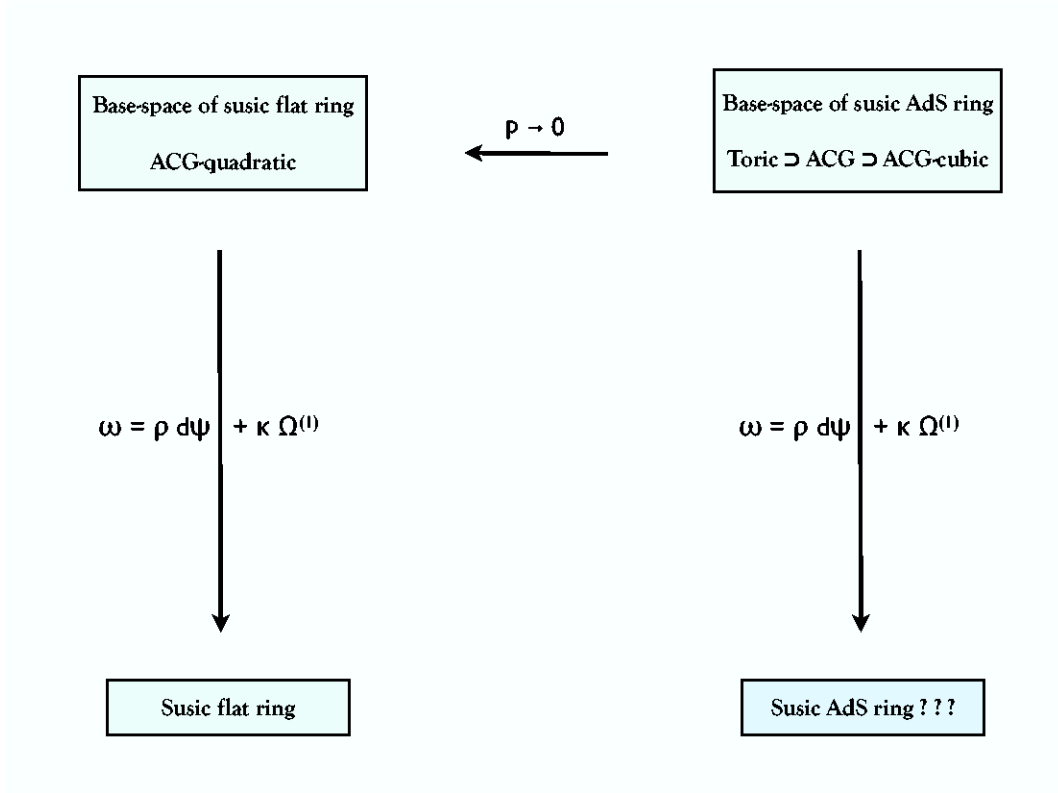 Base-space of susic flat ring
ACG-quadratic
p → 0
Base-space of susic AdS ring
Toric ⊃ ACG ⊃ ACG-cubic
ω = ρ dψ + κ Ω⁽¹⁾
ω = ρ dψ + κ Ω⁽¹⁾
Susic flat ring
Susic AdS ring ? ? ?